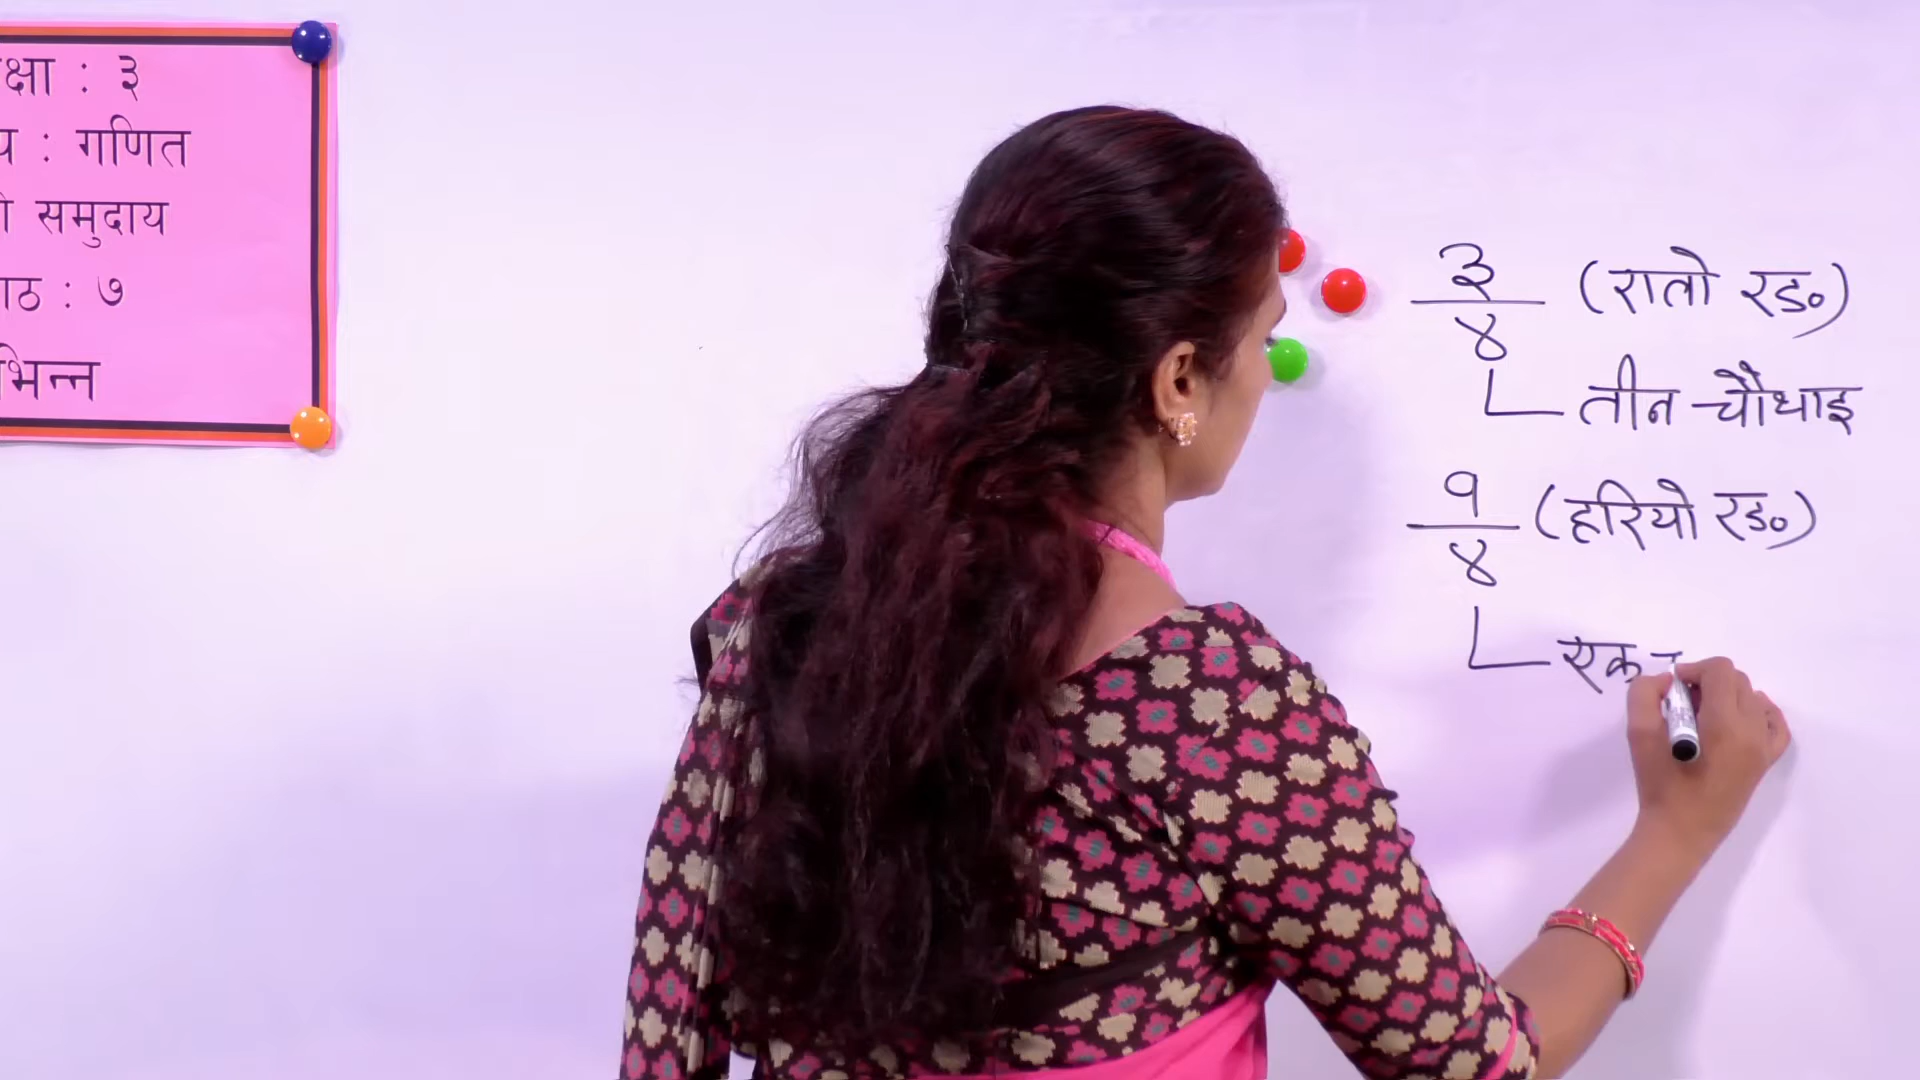 क्षा : ३
य : गणित
ी समुदाय
ाठ : ७
भिन्न
३
४
(रातो रङ)
तीन चौथाइ
१
४
(हरियो रङ)
एक